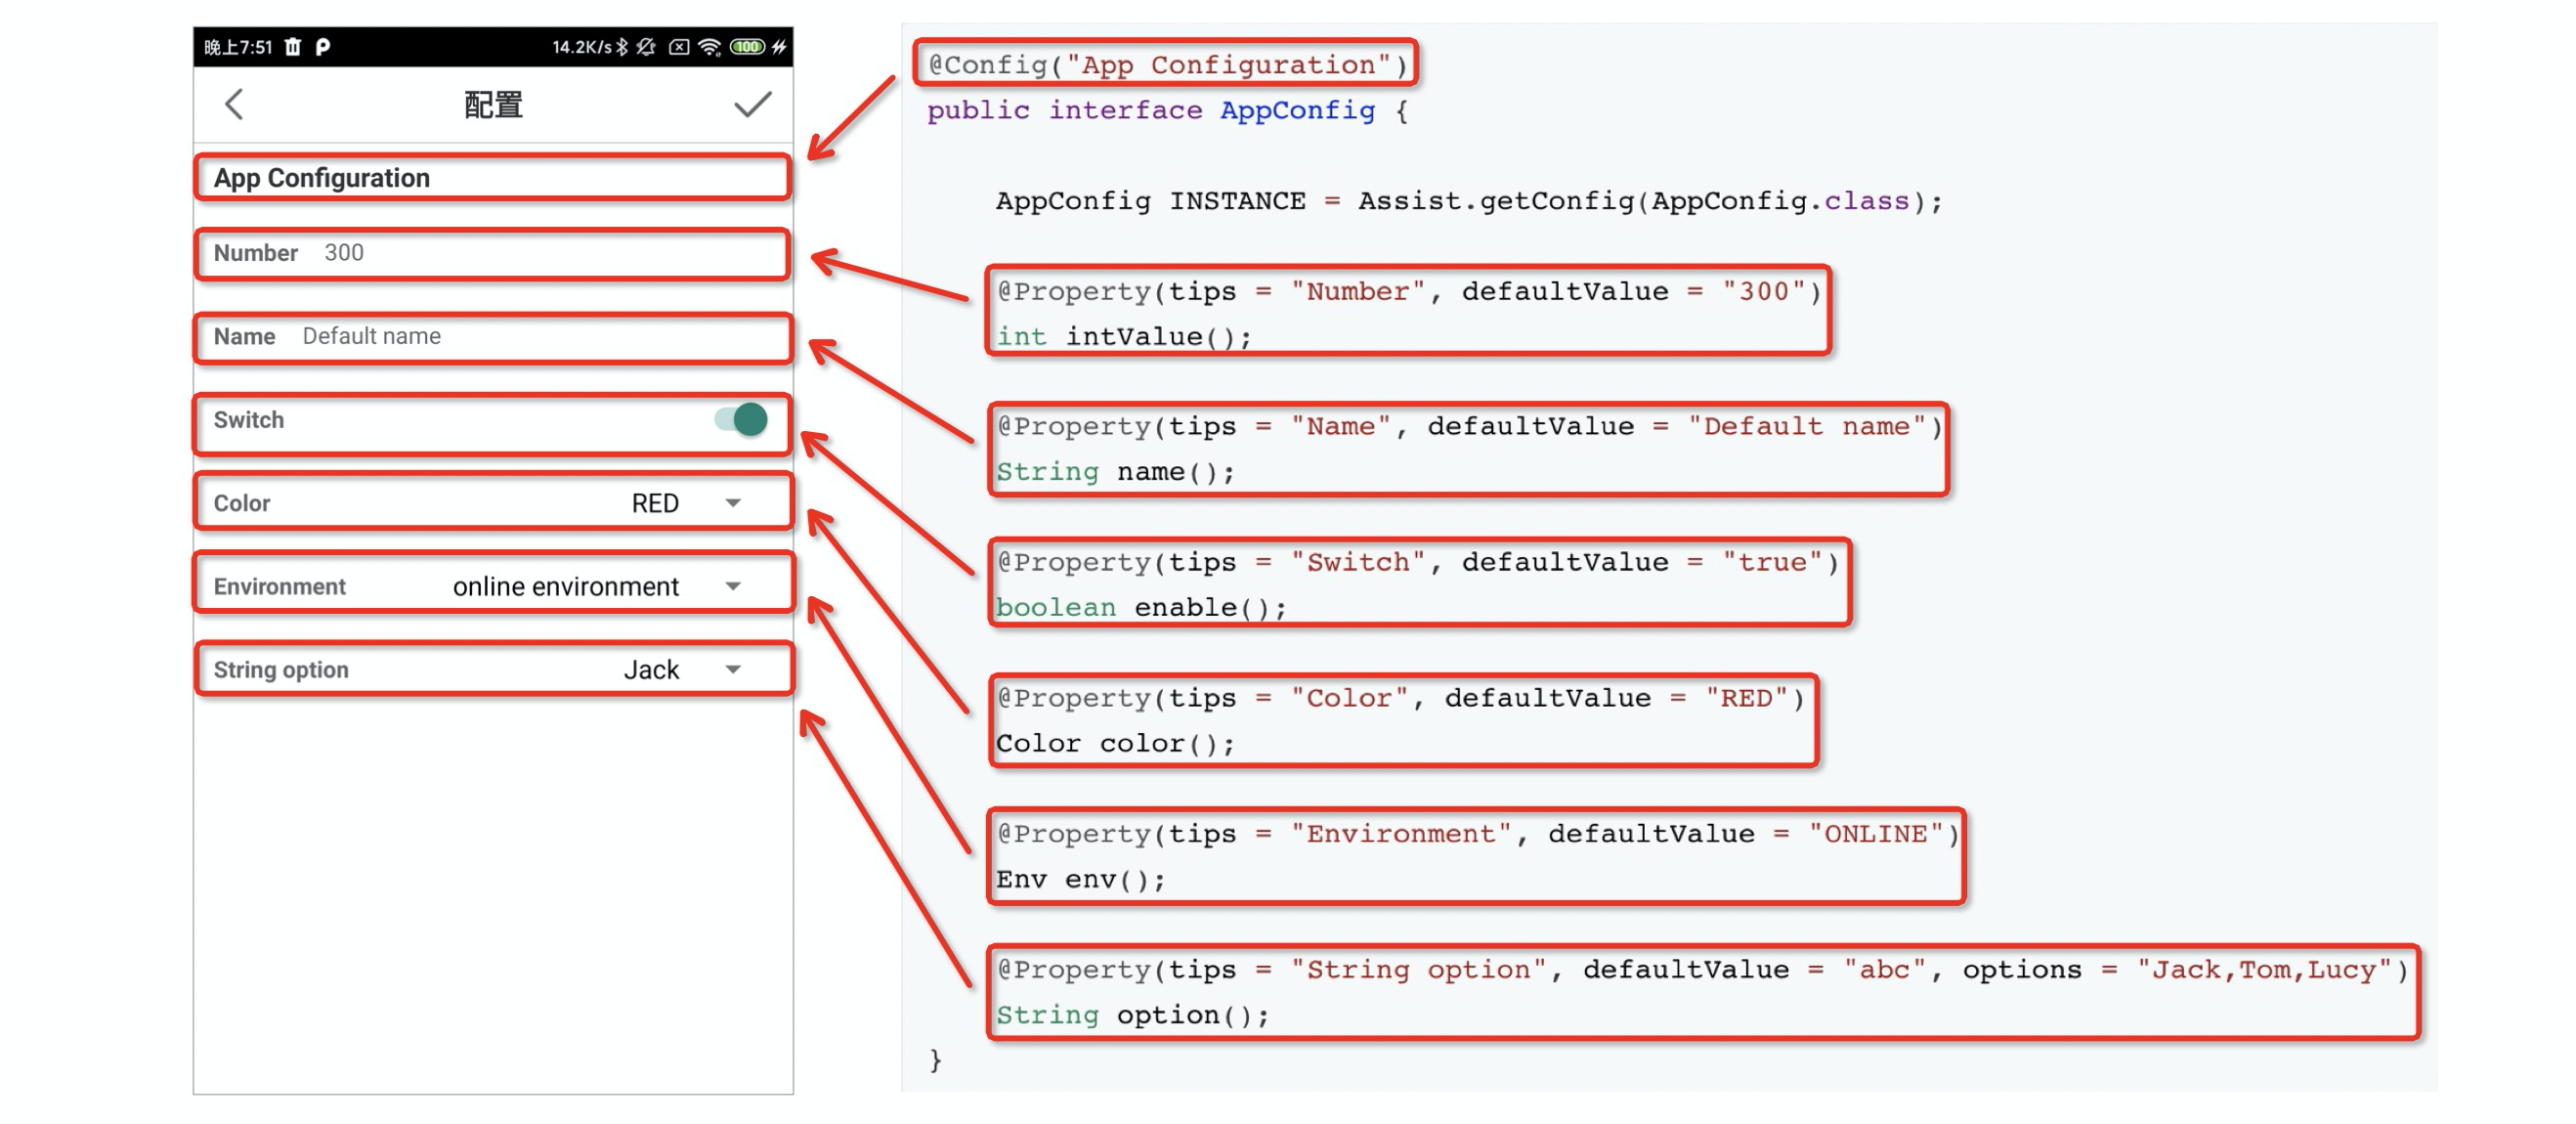 晚上7:51
14.2K/s
100
配置
App Configuration
Number 300
Name Default name
Switch
Color RED
Environment online environment
String option Jack
@Config("App Configuration")
public interface AppConfig {
AppConfig INSTANCE = Assist.getConfig(AppConfig.class);
@Property(tips = "Number", defaultValue = "300")
int intValue();
@Property(tips = "Name", defaultValue = "Default name")
String name();
@Property(tips = "Switch", defaultValue = "true")
boolean enable();
@Property(tips = "Color", defaultValue = "RED")
Color color();
@Property(tips = "Environment", defaultValue = "ONLINE")
Env env();
@Property(tips = "String option", defaultValue = "abc", options = "Jack,Tom,Lucy")
String option();
}